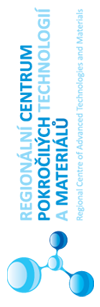 REGIONÁLNÍ CENTRUM
POKROČILÝCH TECHNOLOGIÍ
A MATERIÁLŮ
Regional Centre of Advanced Technologies and Materials